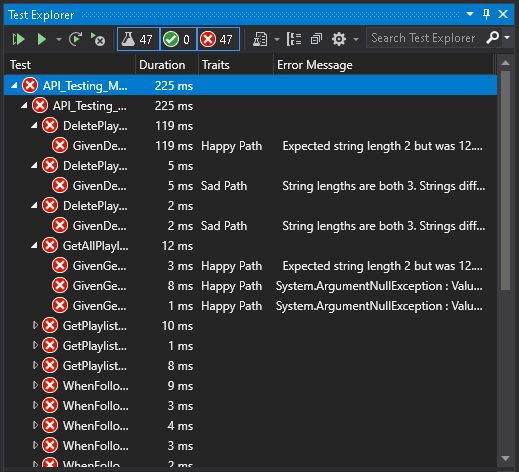 Test Explorer
47 0 47 Search Test Explorer
Test Duration Traits Error Message
API_Testing_M... 225 ms
API_Testing_... 225 ms
DeletePlay... 119 ms
GivenDe... 119 ms Happy Path Expected string length 2 but was 12....
DeletePlay... 5 ms
GivenDe... 5 ms Sad Path String lengths are both 3. Strings diff...
DeletePlay... 2 ms
GivenDe... 2 ms Sad Path String lengths are both 3. Strings diff...
GetAllPlayl... 12 ms
GivenGe... 3 ms Happy Path Expected string length 2 but was 12....
GivenGe... 8 ms Happy Path System.ArgumentNullException : Valu...
GivenGe... 1 ms Happy Path System.ArgumentNullException : Valu...
GetPlaylist... 10 ms
GetPlaylist... 1 ms
GetPlaylist... 8 ms
WhenFollo... 9 ms
WhenFollo... 3 ms
WhenFollo... 4 ms
WhenFollo... 3 ms
WhenFollo... 2 ms